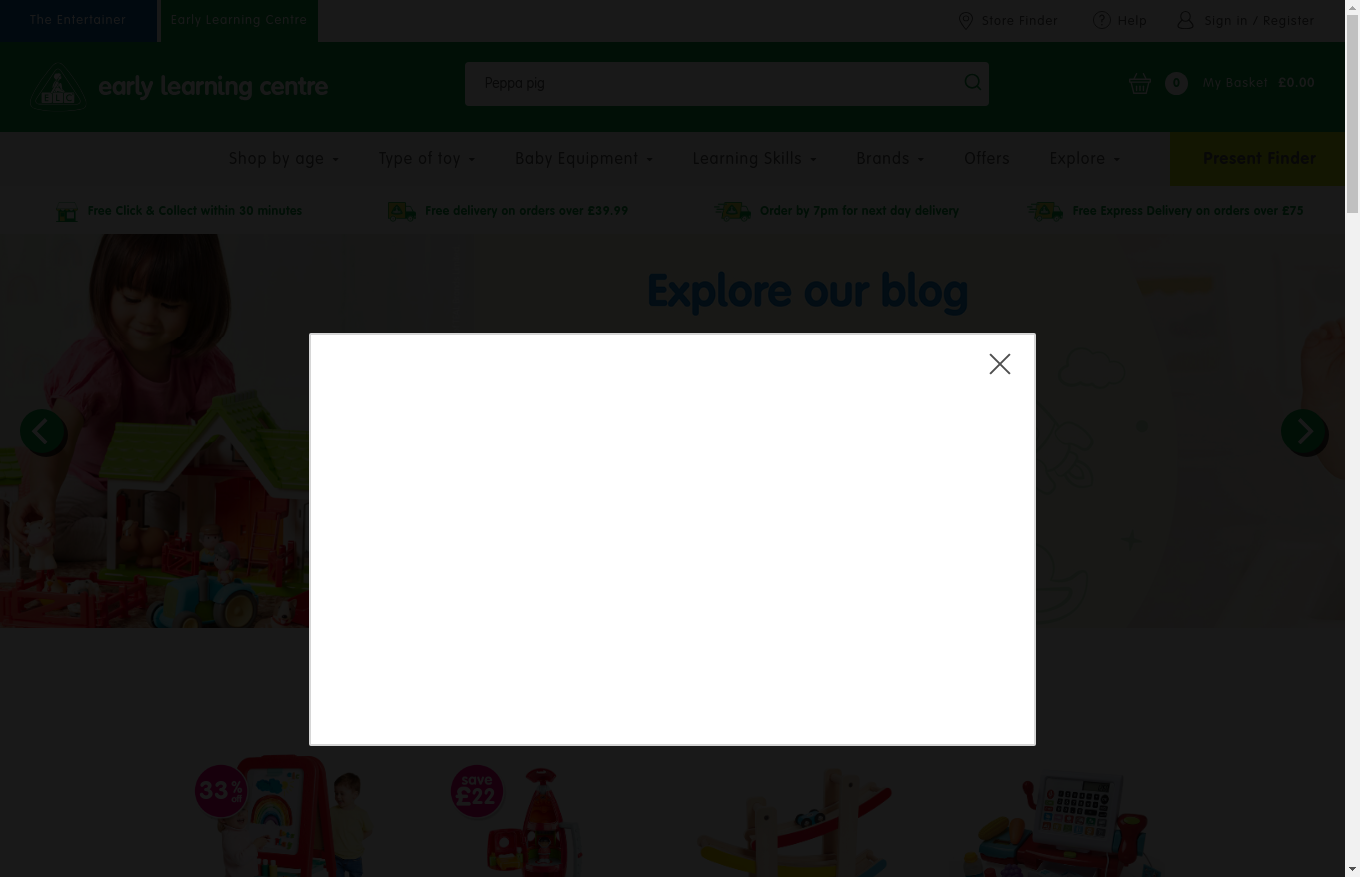 The Entertainer
Early Learning Centre
Store Finder
Help
Sign In / Register
ELC
early learning centre
Peppa pig
0
My Basket £0.00
Shop by age
Type of toy
Baby Equipment
Learning Skills
Brands
Offers
Explore
Present Finder
Free Click & Collect within 30 minutes
Free delivery on orders over £39.99
Order by 7pm for next day delivery
Free Express Delivery on orders over £75
Explore our blog
33% off
save
£22